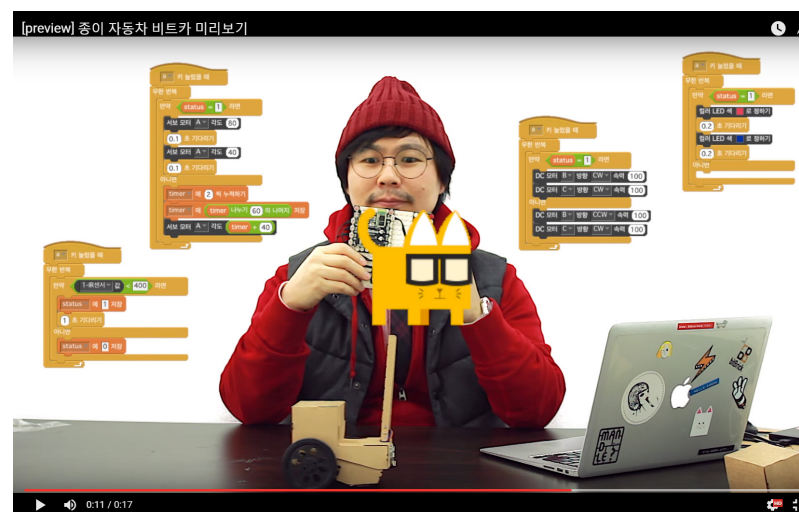 [preview] 종이 자동차 비트카 미리보기
a 키 눌렸을 때
무한 반복
만약 status = 1 라면
서보 모터 A 각도 80
0.1 초 기다리기
서보 모터 A 각도 40
0.1 초 기다리기
아니면
timer 에 2 씩 누적하기
timer 에 timer 나누기 60 의 나머지 저장
서보 모터 A 각도 timer + 40
a 키 눌렸을 때
무한 반복
만약 status = 1 라면
컬러 LED 색 로 정하기
0.2 초 기다리기
컬러 LED 색 로 정하기
0.2 초 기다리기
아니면
a 키 눌렸을 때
무한 반복
만약 status = 1 라면
DC 모터 B 방향 CW 속력 100
DC 모터 C 방향 CW 속력 100
아니면
DC 모터 B 방향 CCW 속력 100
DC 모터 C 방향 CW 속력 100
키 눌렸을 때
무한 반복
만약 값 < 400 라면
status 에 1 저장
1 초 기다리기
아니면
status 에 0 저장
MAN
DLE?
0:11 / 0:17
HD